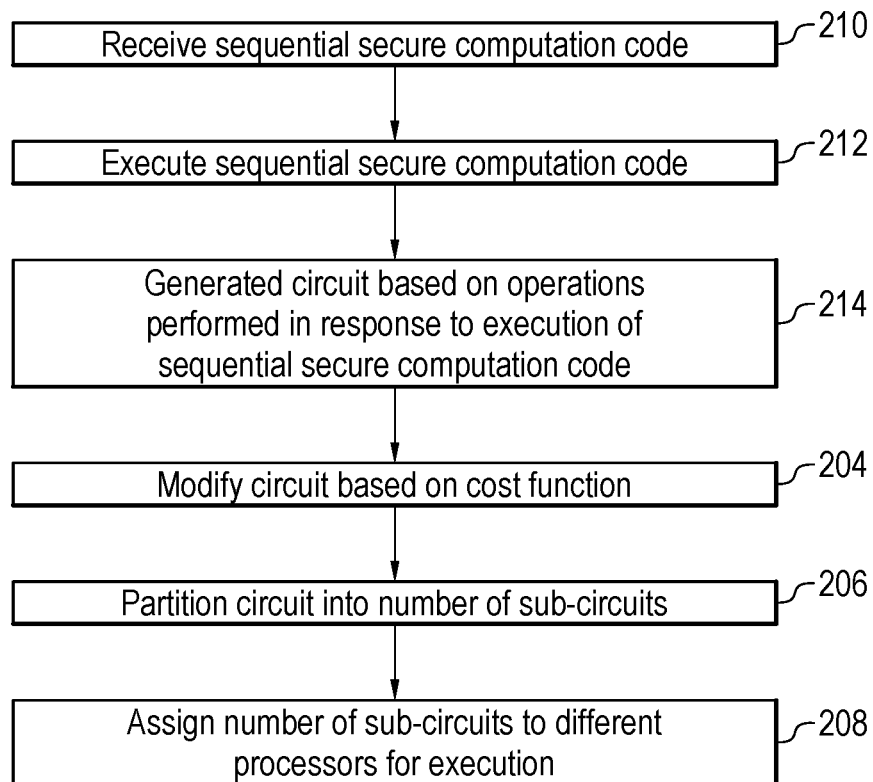 Receive sequential secure computation code
210
Execute sequential secure computation code
212
Generated circuit based on operations
performed in response to execution of
sequential secure computation code
214
Modify circuit based on cost function
204
Partition circuit into number of sub-circuits
206
Assign number of sub-circuits to different
processors for execution
208